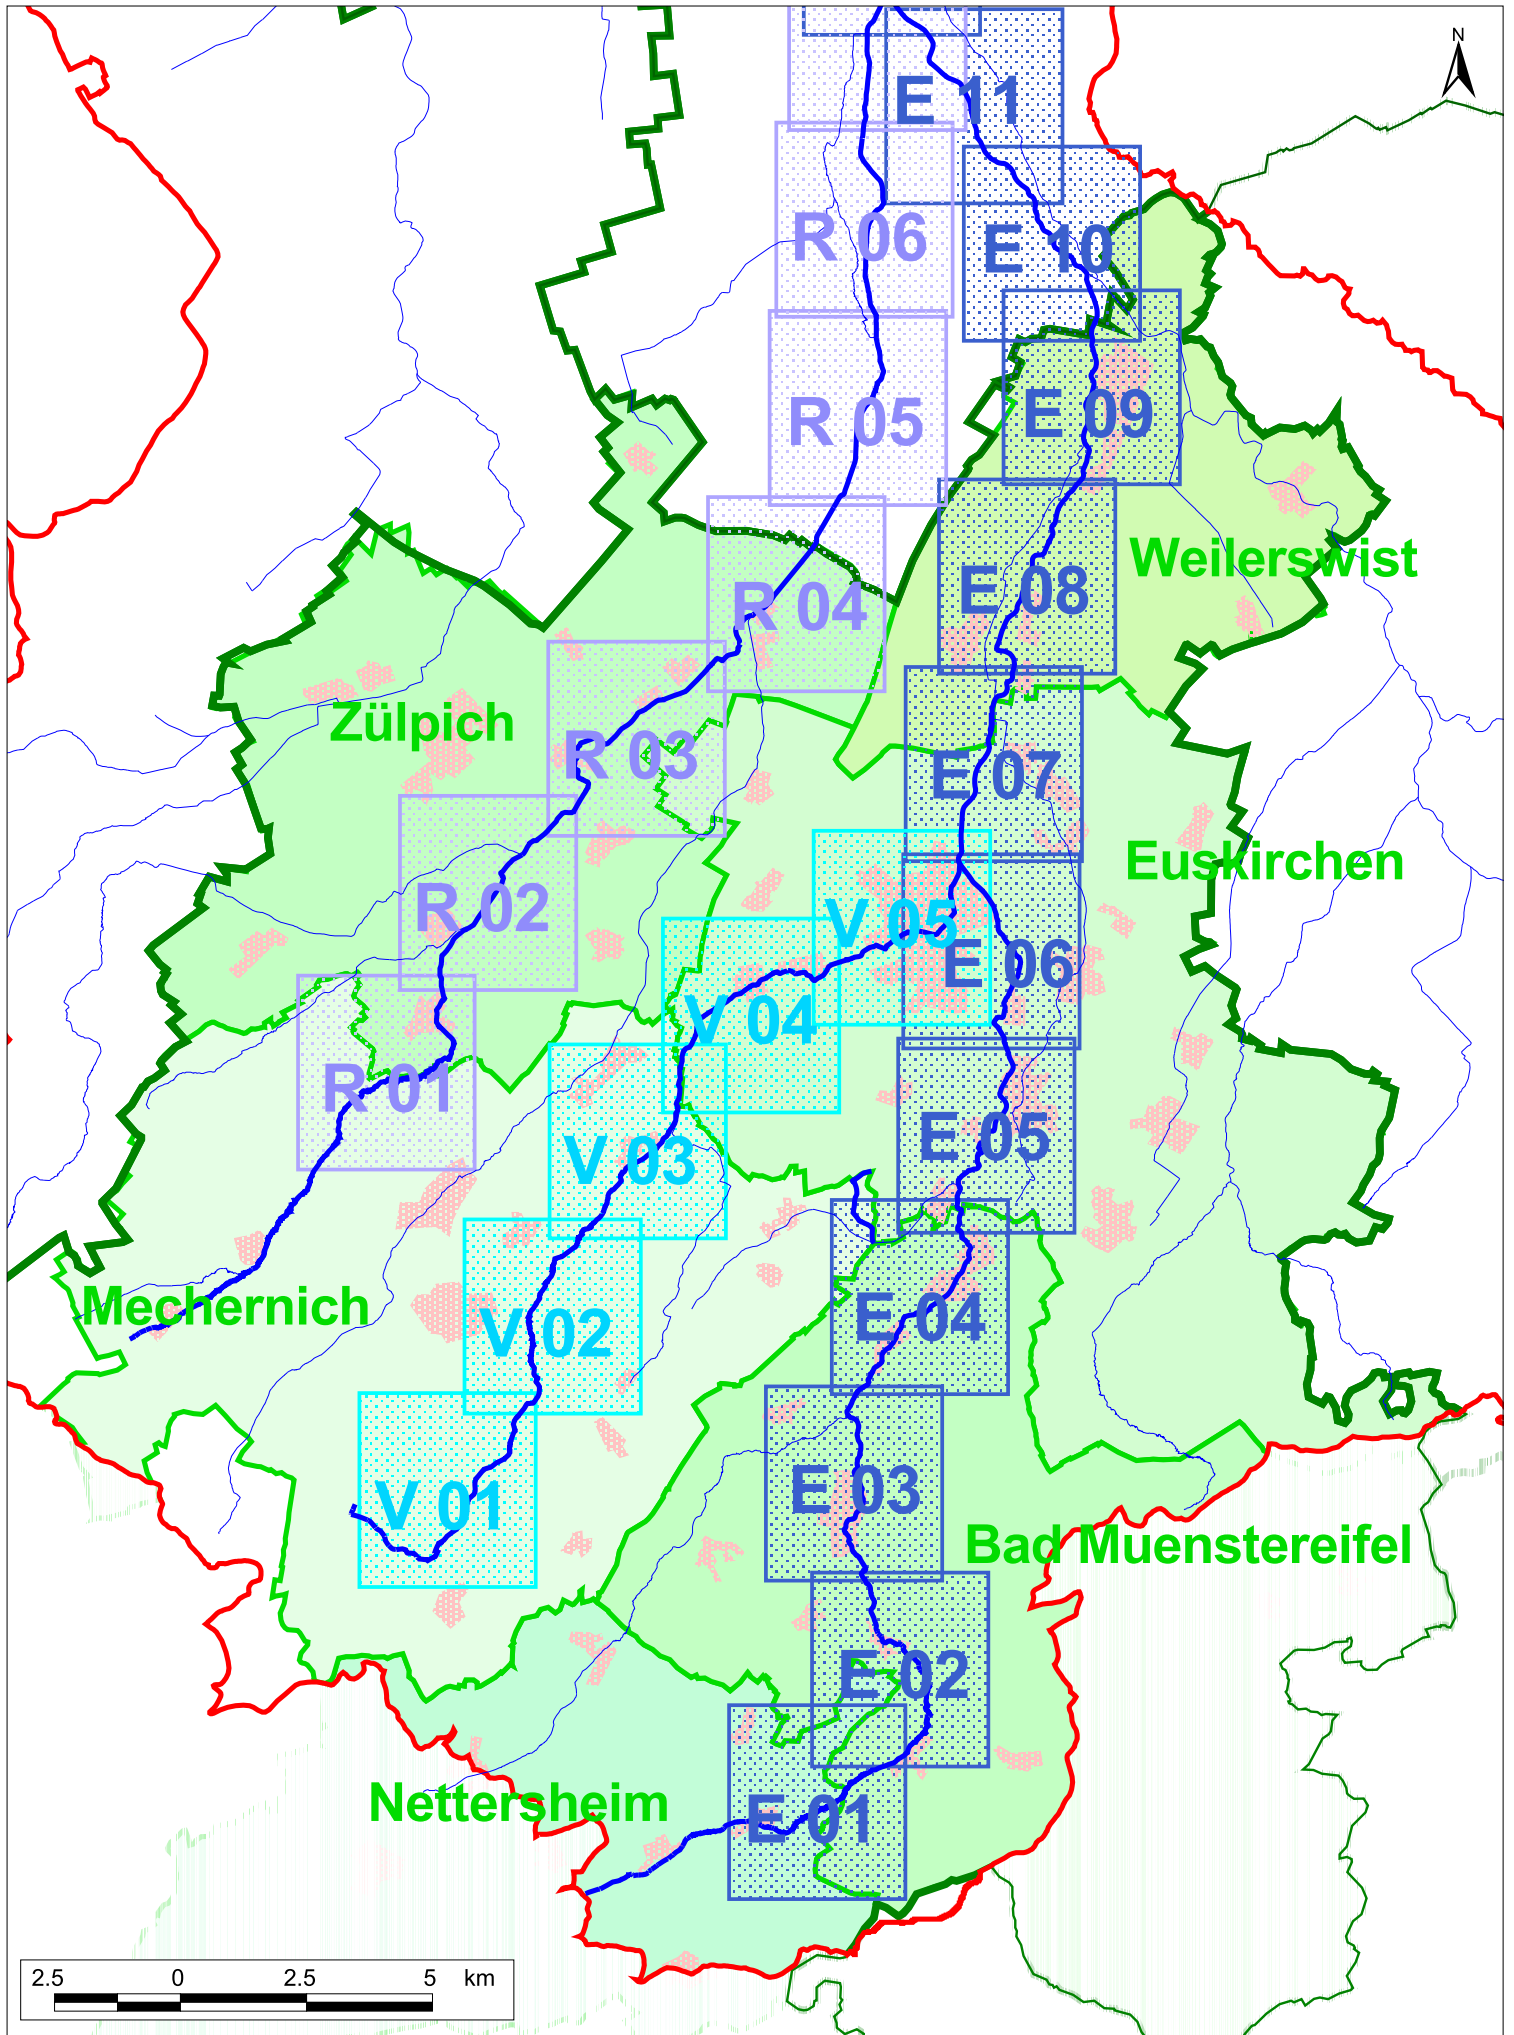 N
E 11
R 06
E 10
R 05
E 09
Weilerswist
E 08
R 04
Zülpich
R 03
E 07
Euskirchen
R 02
V 05
E 06
V 04
R 01
E 05
V 03
Mechernich
E 04
V 02
E 03
V 01
Bad Muenstereifel
E 02
Nettersheim
E 01
2.5 0 2.5 5 km